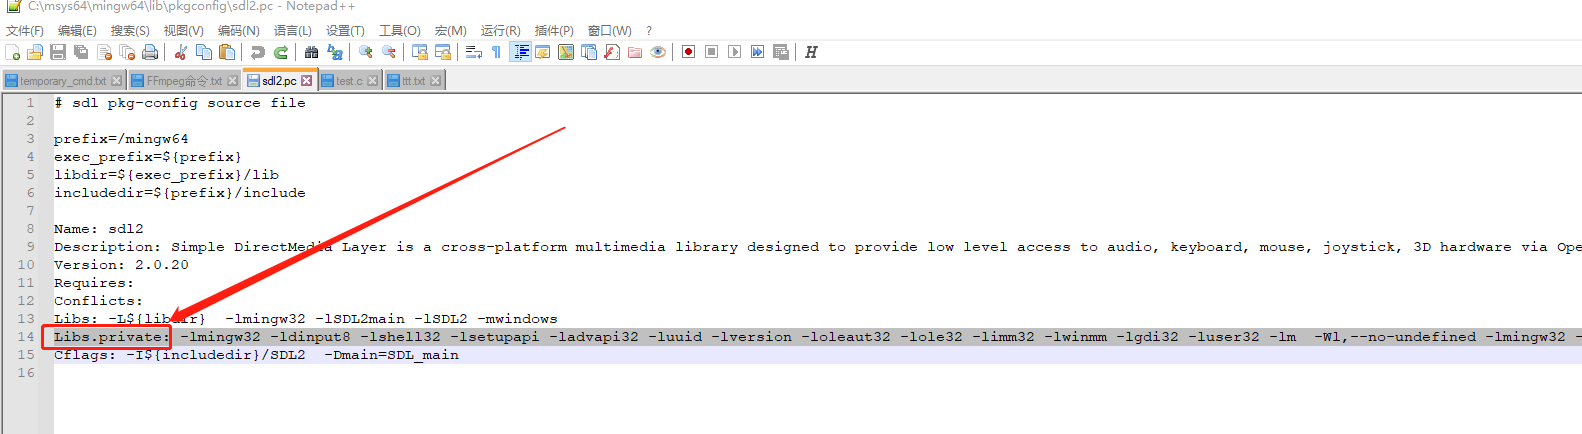 C:\msys64\mingw64\lib\pkgconfig\sdl2.pc - Notepad++
文件(F) 编辑(E) 搜索(S) 视图(V) 编码(N) 语言(L) 设置(T) 工具(O) 宏(M) 运行(R) 插件(P) 窗口(W) ?
temporary_cmd.txt FFmpeg命令.txt sdl2.pc test.c ttt.txt
1 # sdl pkg-config source file
2
3 prefix=/mingw64
4 exec_prefix=${prefix}
5 libdir=${exec_prefix}/lib
6 includedir=${prefix}/include
7
8 Name: sdl2
9 Description: Simple DirectMedia Layer is a cross-platform multimedia library designed to provide low level access to audio, keyboard, mouse, joystick, 3D hardware via Ope
10 Version: 2.0.20
11 Requires:
12 Conflicts:
13 Libs: -L${libdir}  -lmingw32 -lSDL2main -lSDL2 -mwindows
14 Libs.private: -lmingw32 -ldinput8 -lshell32 -lsetupapi -ladvapi32 -luuid -lversion -loleaut32 -lole32 -limm32 -lwinmm -lgdi32 -luser32 -lm  -Wl,--no-undefined -lmingw32 -
15 Cflags: -I${includedir}/SDL2  -Dmain=SDL_main
16